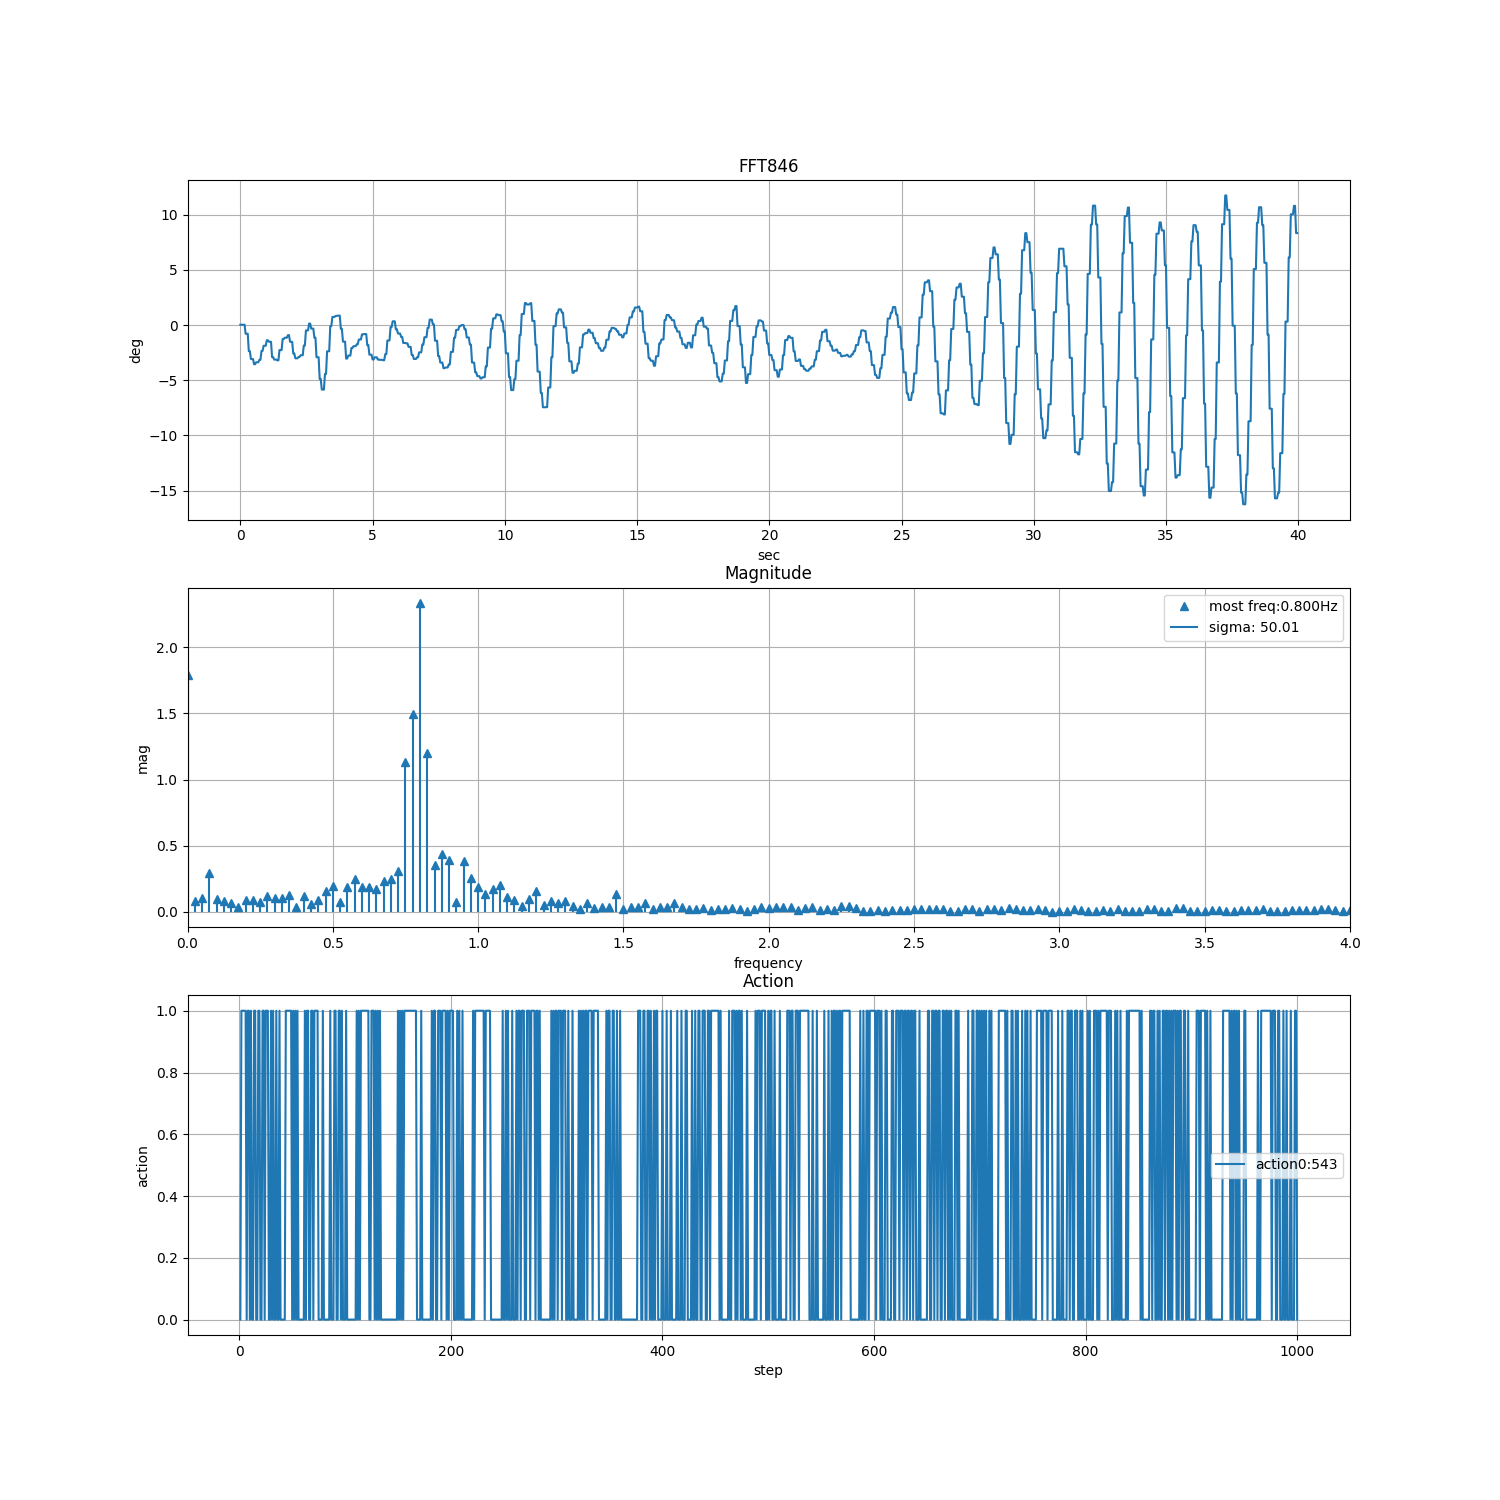 FFT846
10
5
0
−5
−10
−15
deg
0 5 10 15 20 25 30 35 40
sec
Magnitude
most freq:0.800Hz
sigma: 50.01
2.0
1.5
1.0
0.5
0.0
mag
0.0 0.5 1.0 1.5 2.0 2.5 3.0 3.5 4.0
frequency
Action
1.0
0.8
0.6
0.4
0.2
0.0
action
action0:543
0 200 400 600 800 1000
step